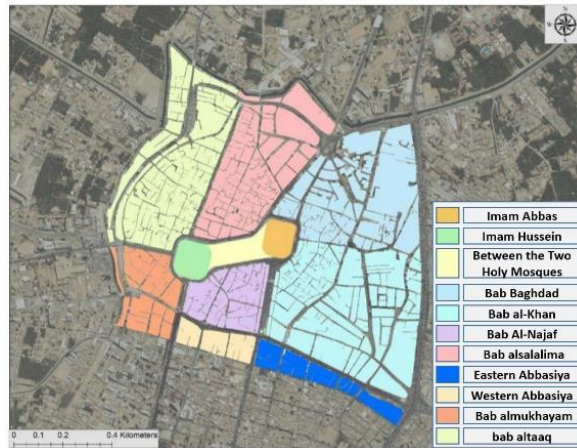 N
W
E
S
Imam Abbas
Imam Hussein
Between the Two
Holy Mosques
Bab Baghdad
Bab al-Khan
Bab Al-Najaf
Bab alsalalima
Eastern Abbasiya
Western Abbasiya
Bab almukhayam
bab altaaq
0 0.1 0.2 0.4 Kilometers